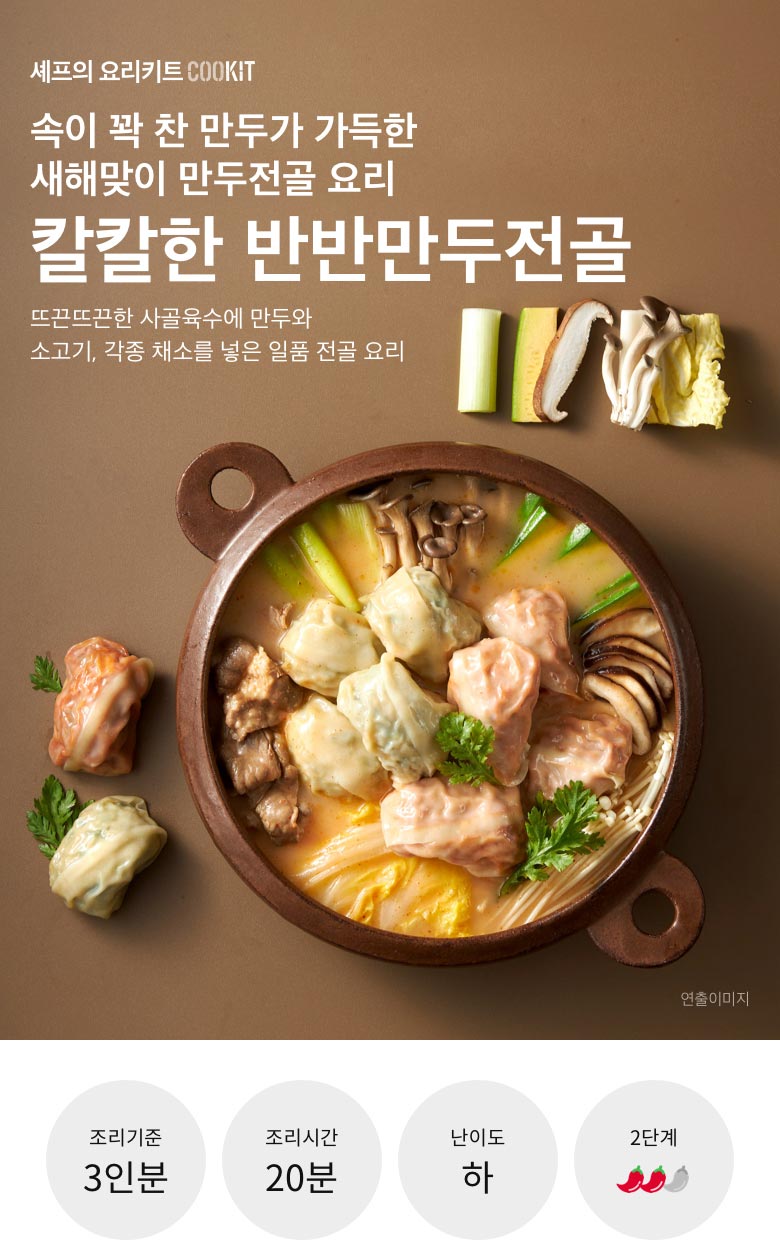 셰프의 요리키트 COOKIT
속이 꽉 찬 만두가 가득한
새해맞이 만두전골 요리
칼칼한 반반만두전골
뜨끈뜨끈한 사골육수에 만두와
소고기, 각종 채소를 넣은 일품 전골 요리
연출이미지
조리기준
3인분
조리시간
20분
난이도
하
2단계